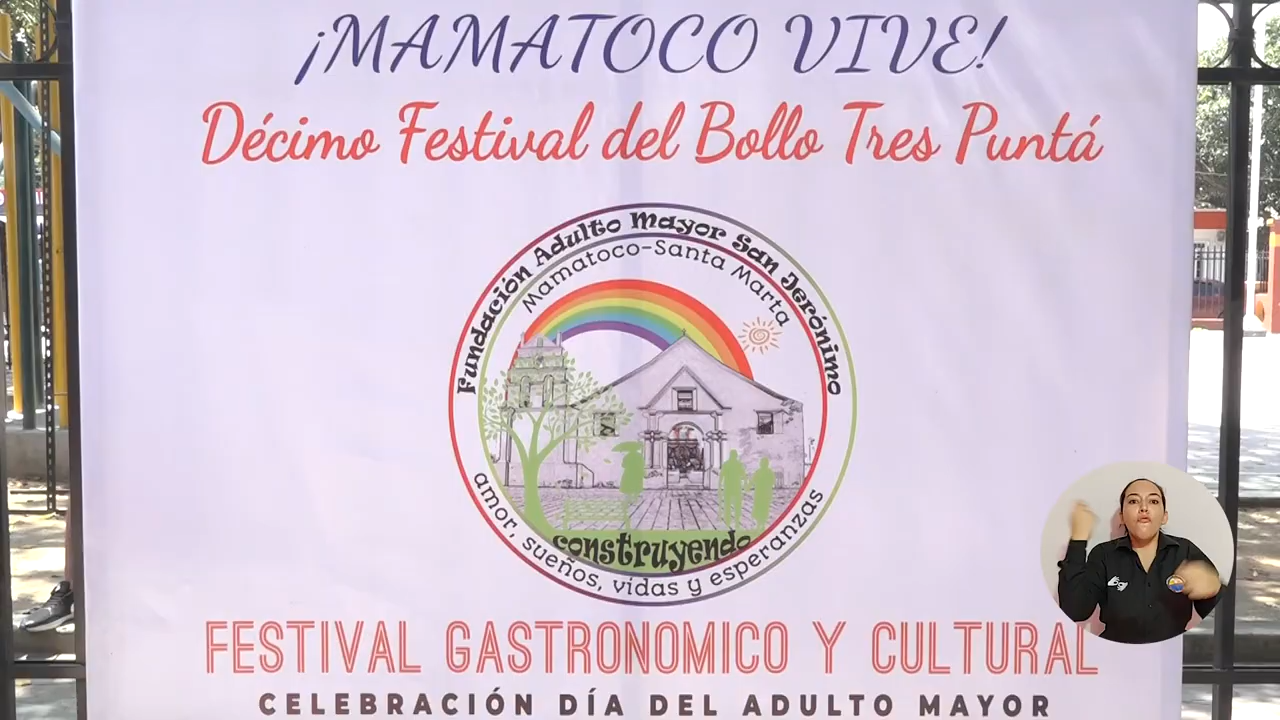 ¡MAMATOCO VIVE!
Décimo Festival del Bollo Tres Puntá
Fundación Adulto Mayor San Jerónimo
Mamatoco-Santa Marta
construyendo
amor, sueños, vidas y esperanzas
FESTIVAL GASTRONOMICO Y CULTURAL
CELEBRACIÓN DÍA DEL ADULTO MAYOR